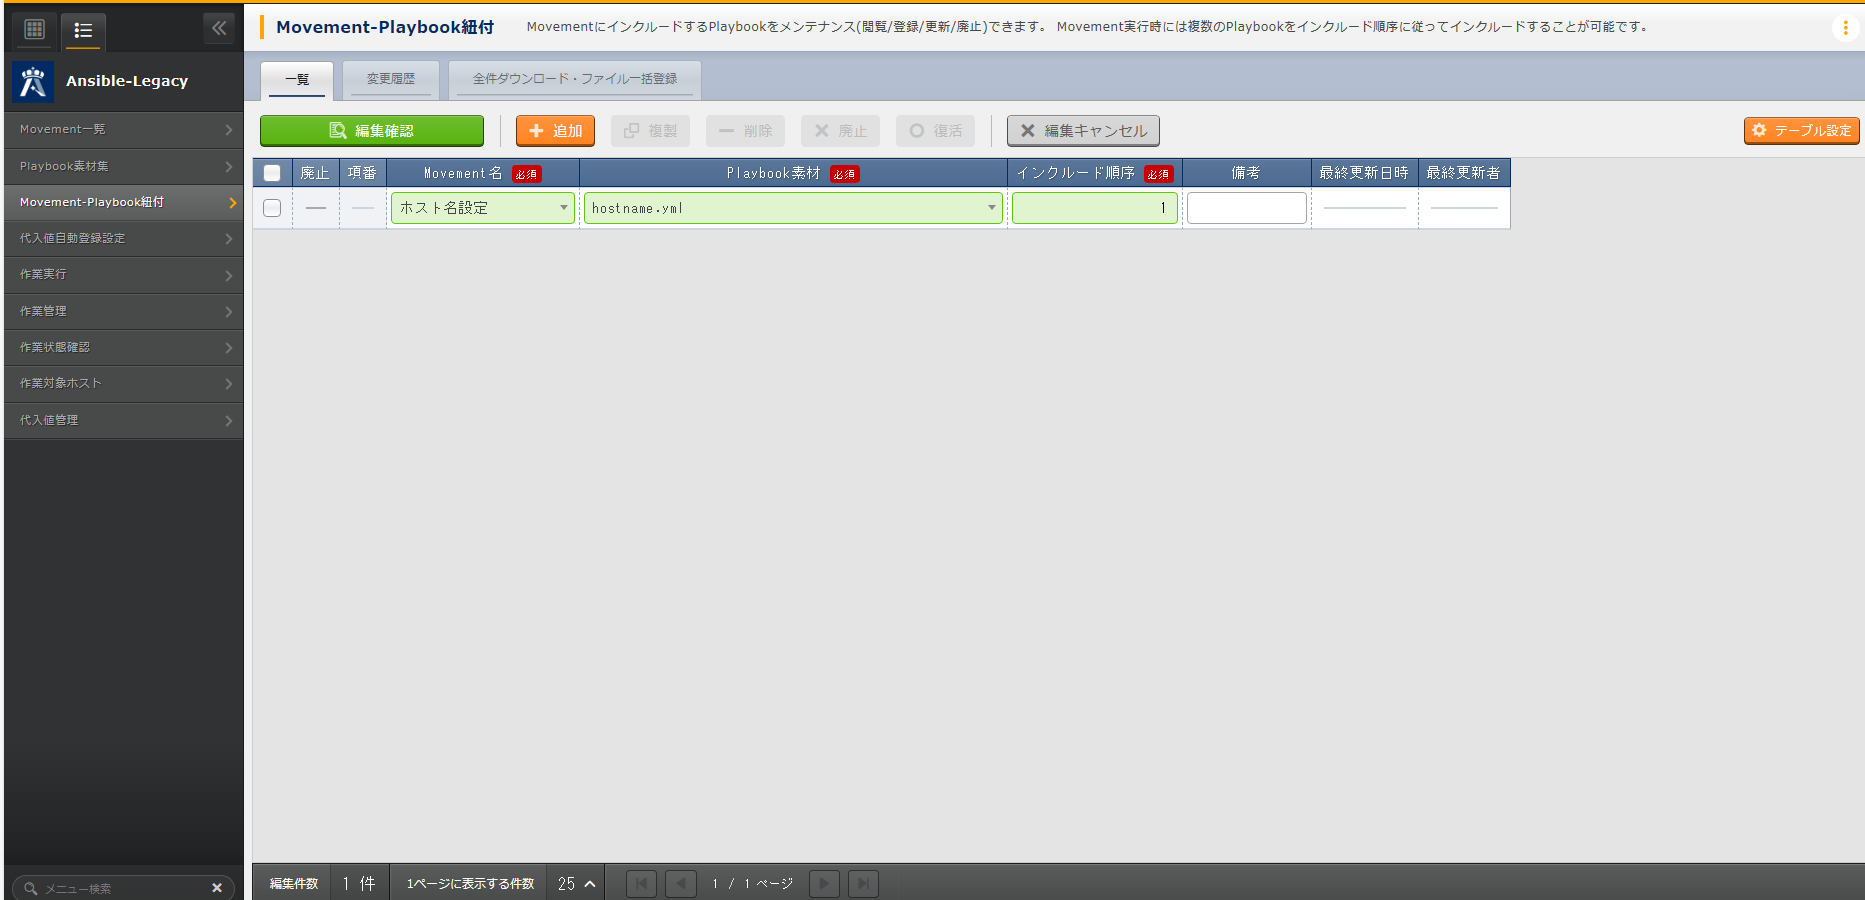 Ansible-Legacy
Movement一覧
Playbook素材集
Movement-Playbook紐付
代入値自動登録設定
作業実行
作業管理
作業状態確認
作業対象ホスト
代入値管理
メニュー検索
Movement-Playbook紐付
MovementにインクルードするPlaybookをメンテナンス(閲覧/登録/更新/廃止)できます。 Movement実行時には複数のPlaybookをインクルード順序に従ってインクルードすることが可能です。
一覧 変更履歴 全件ダウンロード・ファイル一括登録
編集確認 追加 複製 削除 廃止 復活 編集キャンセル テーブル設定
廃止 項番 Movement名 必須 Playbook素材 必須 インクルード順序 必須 備考 最終更新日時 最終更新者
ホスト名設定 hostname.yml 1
編集件数 1 件 1ページに表示する件数 25 1 / 1 ページ